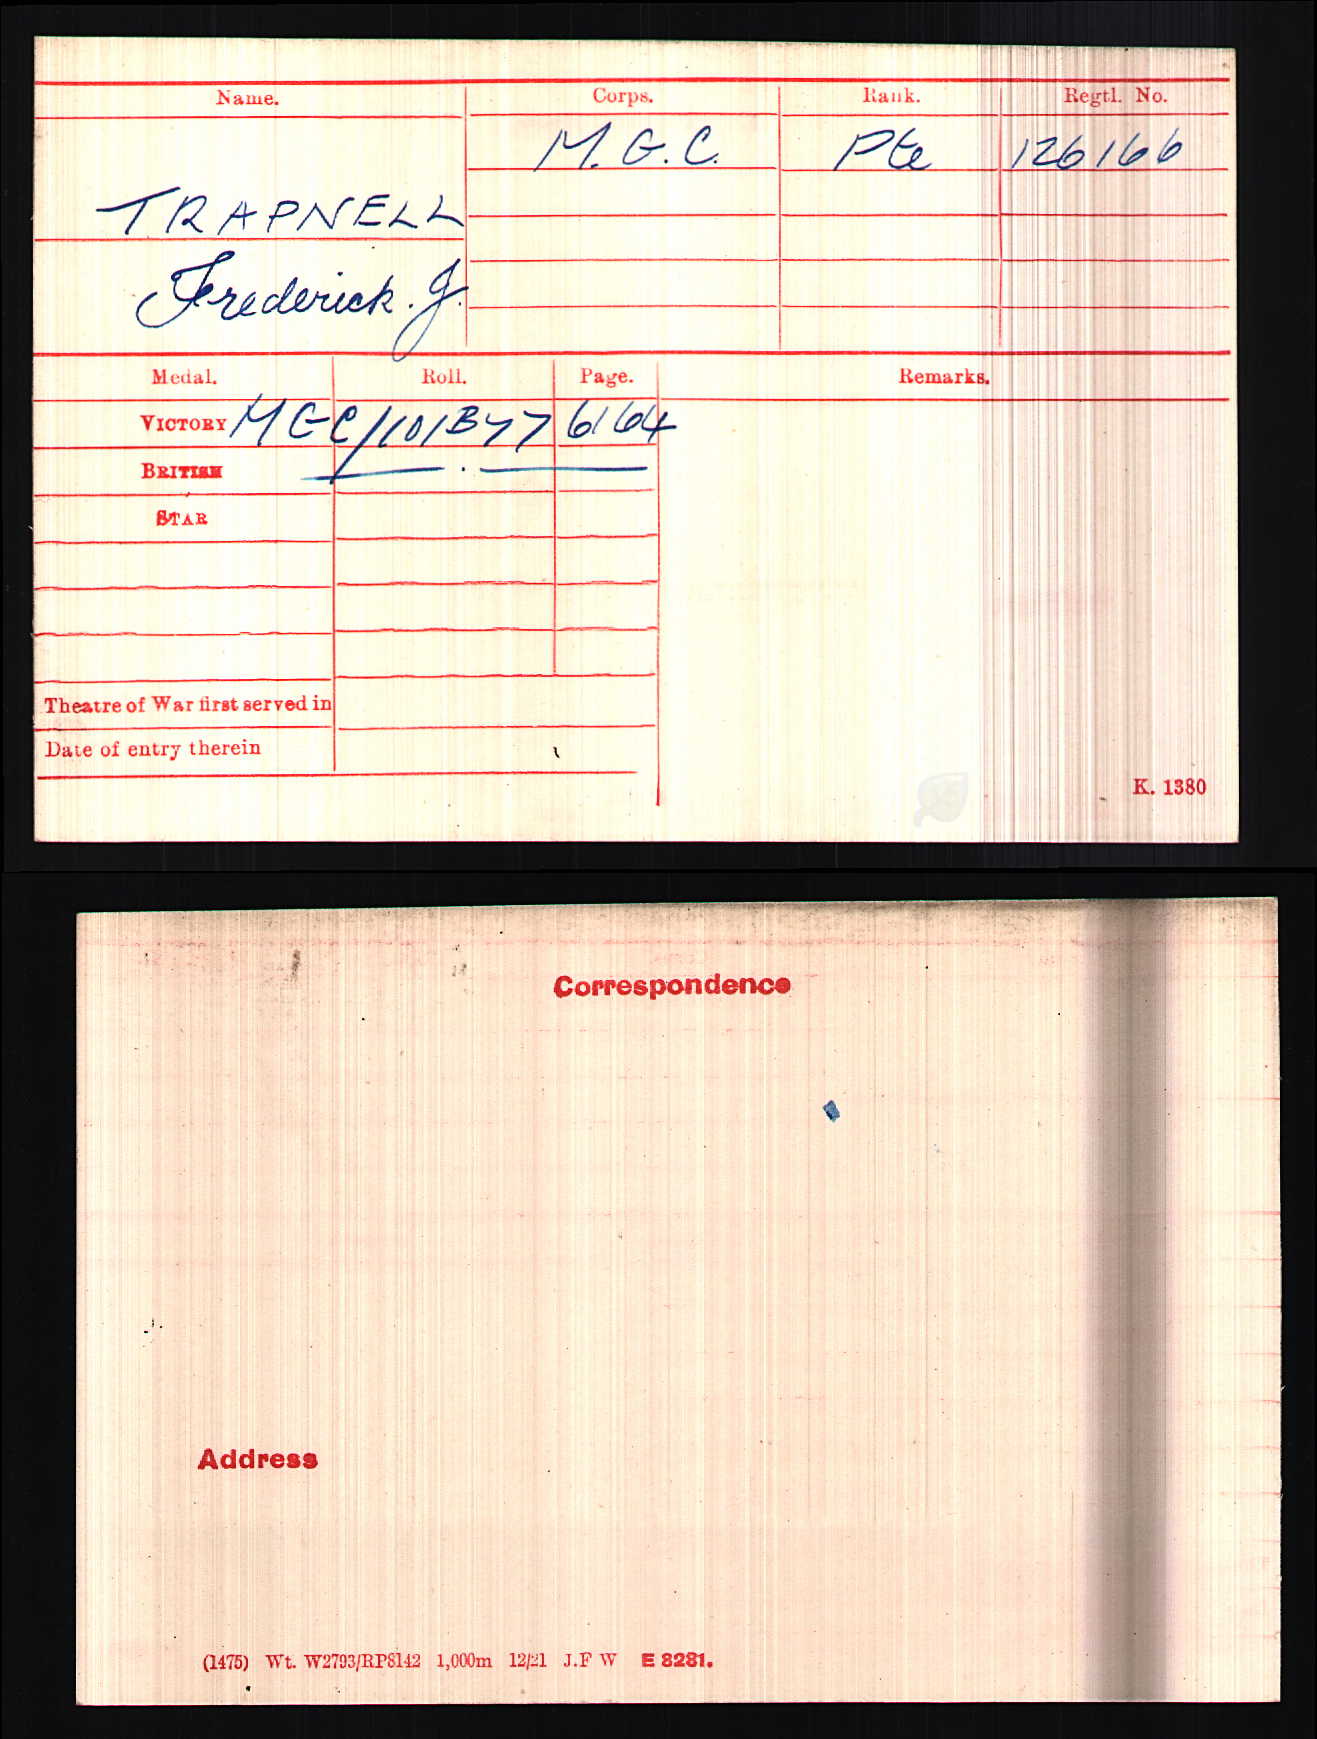 Name. Corps. Rank. Regtl. No.
M.G.C. Pte 126166
TRAPNELL
Frederick. J.
Medal. Roll. Page. Remarks.
VICTORY MGC/101B77 6164
BRITISH
STAR
Theatre of War first served in
Date of entry therein
K. 1380
Correspondence
Address
(1475) Wt. W2793/RP8142 1,000m 12/21 J.F W E 8281.